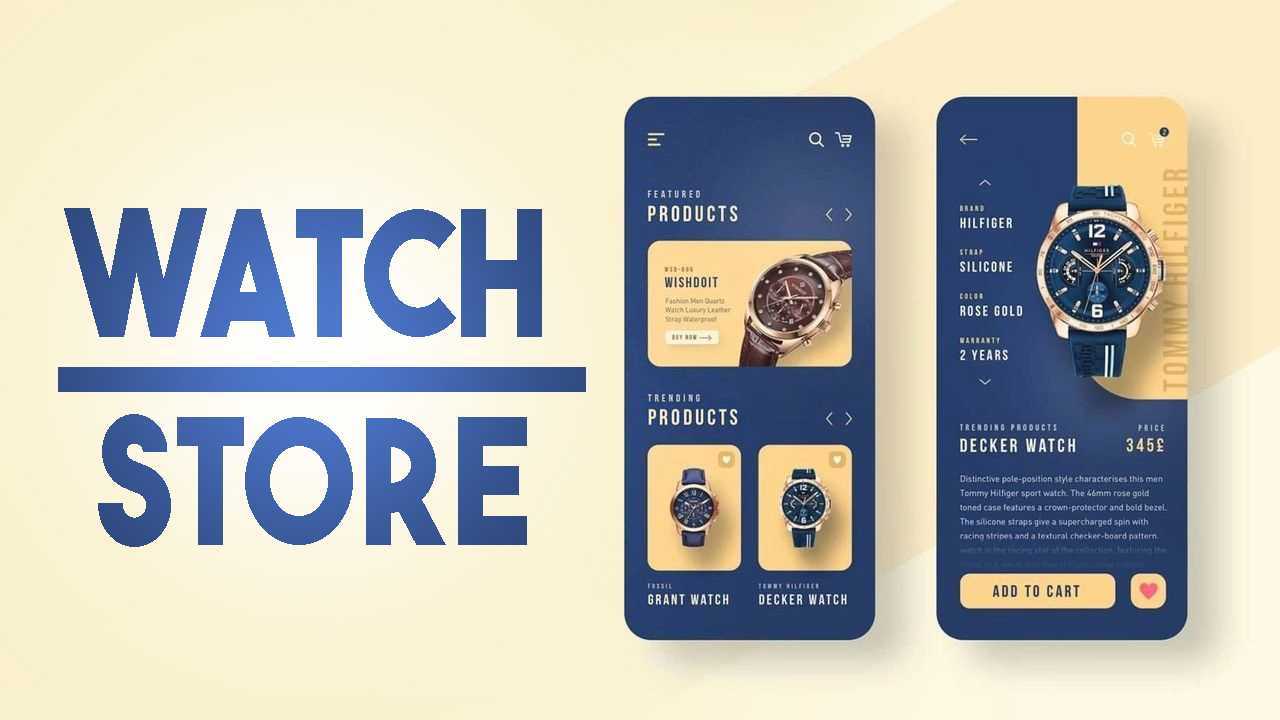 WATCH
STORE
FEATURED
PRODUCTS
WSD-006
WISHDOIT
Fashion Men Quartz
Watch Luxury Leather
Strap Waterproof
BUY NOW
TRENDING
PRODUCTS
FOSSIL
GRANT WATCH
TOMMY HILFIGER
DECKER WATCH
2
BRAND
HILFIGER
STRAP
SILICONE
COLOR
ROSE GOLD
WARRANTY
2 YEARS
TOMMY HILFIGER
12
HILFIGER
6
TRENDING PRODUCTS
DECKER WATCH
PRICE
345£
Distinctive pole-position style characterises this men
Tommy Hilfiger sport watch. The 46mm rose gold
toned case features a crown-protector and bold bezel.
The silicone straps give a supercharged spin with
racing stripes and a textural checker-board pattern.
watch is the racing star of the collection, featuring the
ADD TO CART